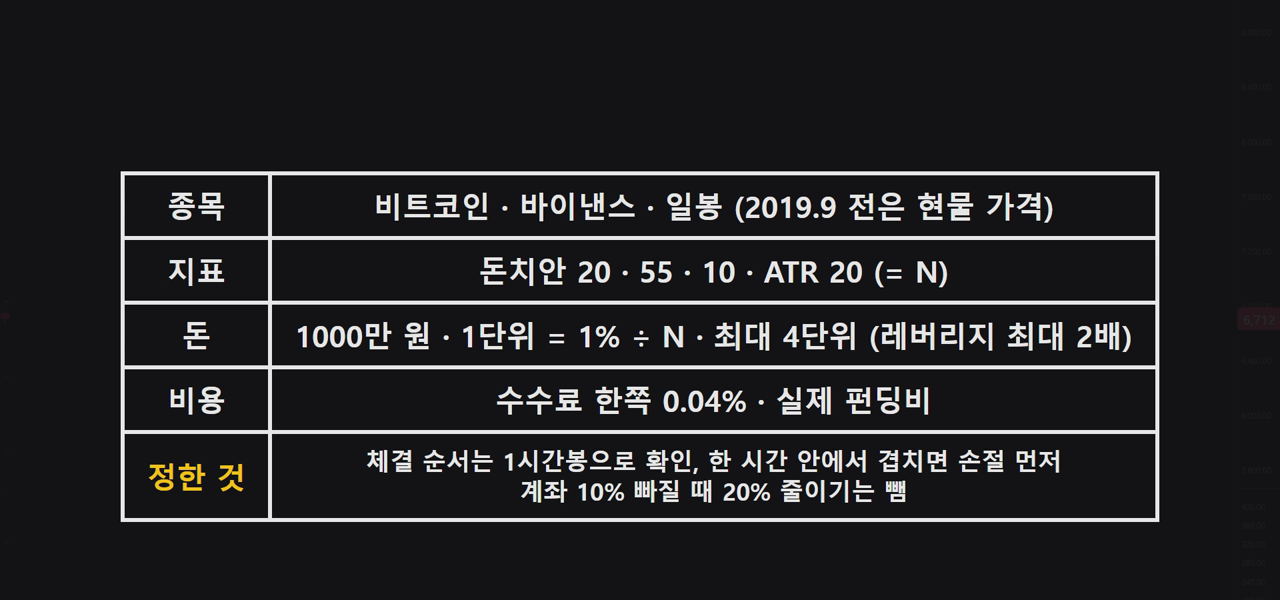 종목
비트코인 · 바이낸스 · 일봉 (2019.9 전은 현물 가격)
지표
돈치안 20 · 55 · 10 · ATR 20 (= N)
돈
1000만 원 · 1단위 = 1% ÷ N · 최대 4단위 (레버리지 최대 2배)
비용
수수료 한쪽 0.04% · 실제 펀딩비
정한 것
체결 순서는 1시간봉으로 확인, 한 시간 안에서 겹치면 손절 먼저
계좌 10% 빠질 때 20% 줄이기는 뺌
6,712